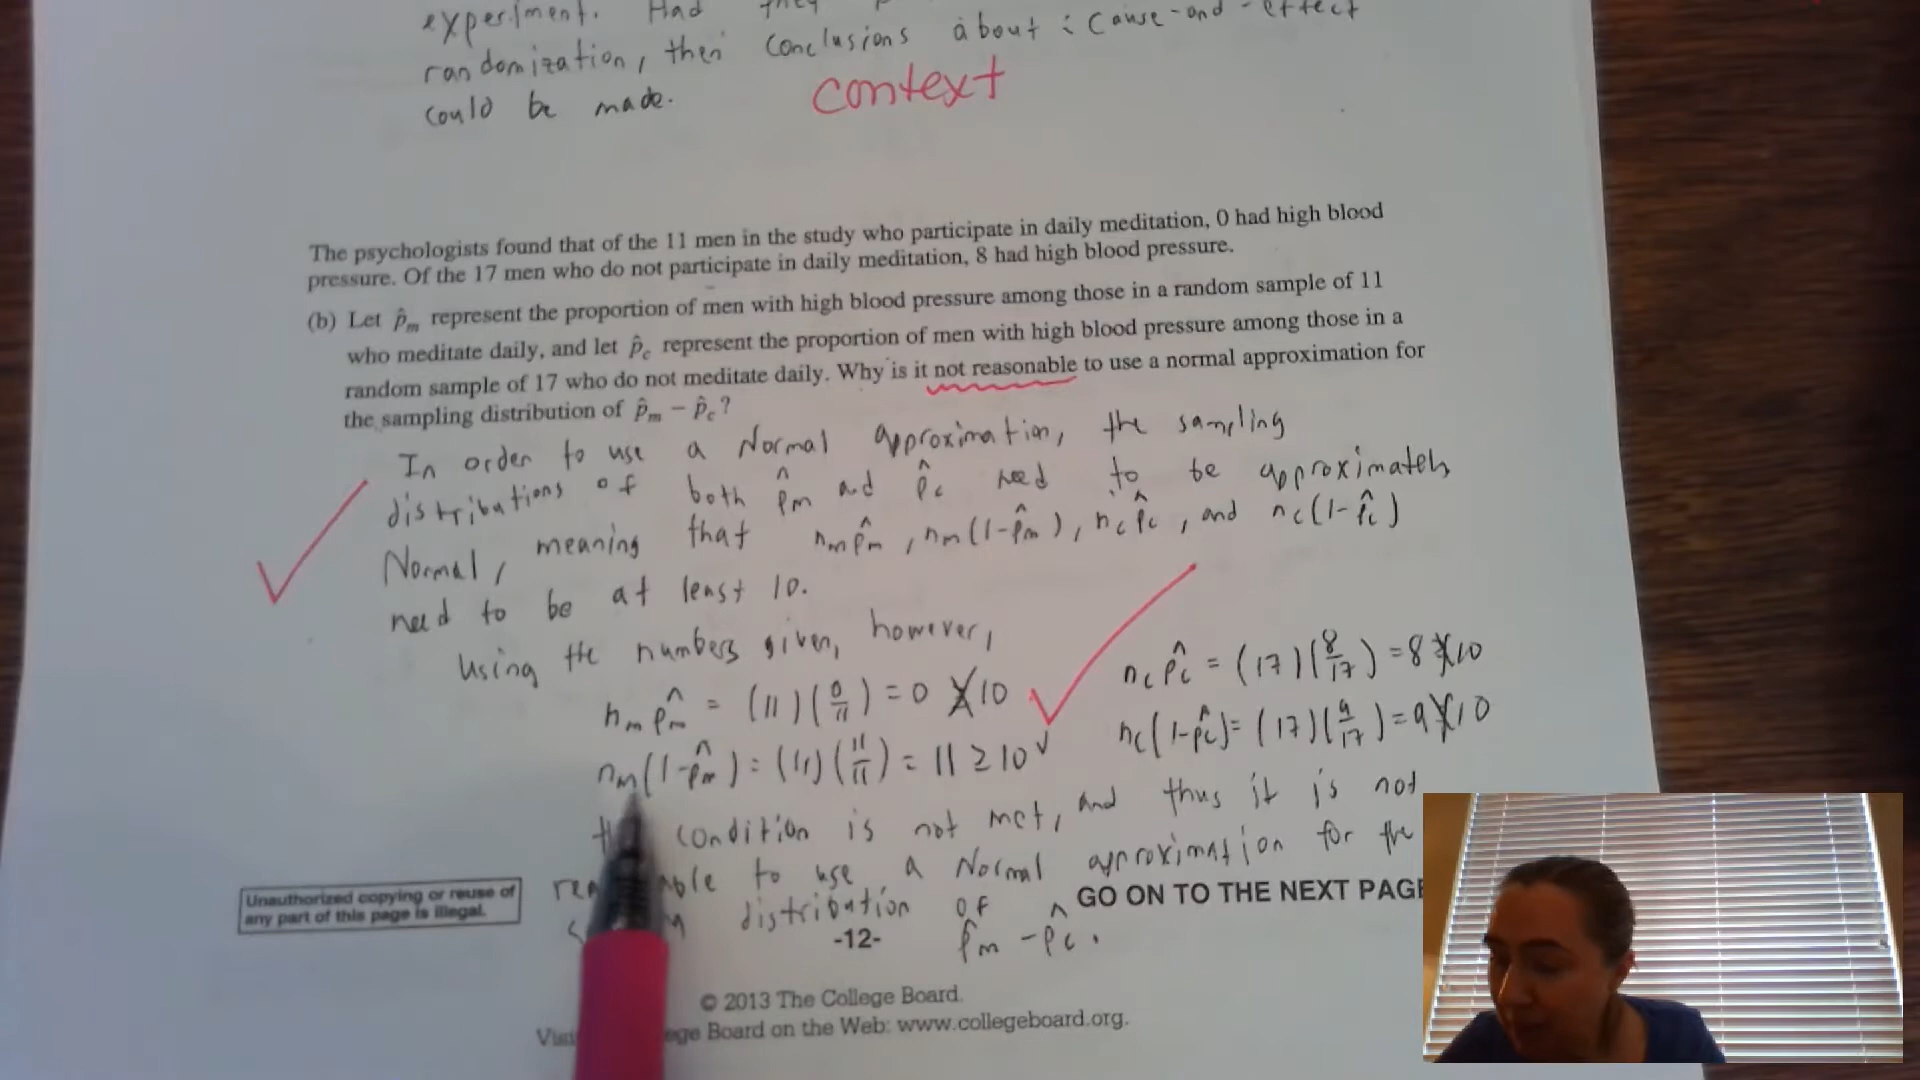 experiment. Had they
randomization, then conclusions about cause-and-effect
could be made.
context
The psychologists found that of the 11 men in the study who participate in daily meditation, 0 had high blood
pressure. Of the 17 men who do not participate in daily meditation, 8 had high blood pressure.
(b) Let p̂ₘ represent the proportion of men with high blood pressure among those in a random sample of 11
who meditate daily, and let p̂c represent the proportion of men with high blood pressure among those in a
random sample of 17 who do not meditate daily. Why is it not reasonable to use a normal approximation for
the sampling distribution of p̂ₘ − p̂c?
In order to use a Normal approximation, the sampling
distributions of both p̂m and p̂c need to be approximately
Normal, meaning that nm p̂m, nm(1-p̂m), nc p̂c, and nc(1-p̂c)
need to be at least 10.
Using the numbers given, however,
nm p̂m = (11)(0/11) = 0 ≱ 10
nm(1-p̂m) = (11)(11/11) = 11 ≥ 10 ✓
nc p̂c = (17)(8/17) = 8 ≱ 10
nc(1-p̂c) = (17)(9/17) = 9 ≱ 10
condition is not met, and thus it is not
to use a Normal approximation for the
distribution of p̂m - p̂c.
Unauthorized copying or reuse of
any part of this page is illegal.
GO ON TO THE NEXT PAGE
-12-
© 2013 The College Board.
Board on the Web: www.collegeboard.org.